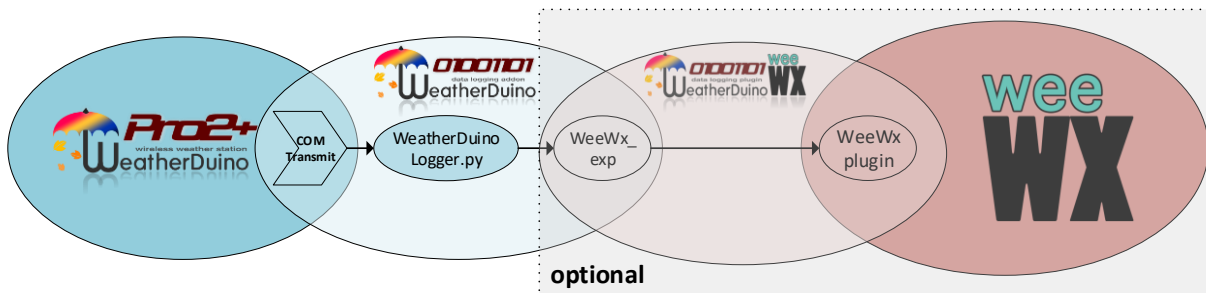 Pro2+
wireless weather station
WeatherDuino
COM
Transmit
01001101
data logging addon
WeatherDuino
WeatherDuino
Logger.py
WeeWx_
exp
01001101
data logging plugin
WeatherDuino
wee
WX
WeeWx
plugin
wee
WX
optional